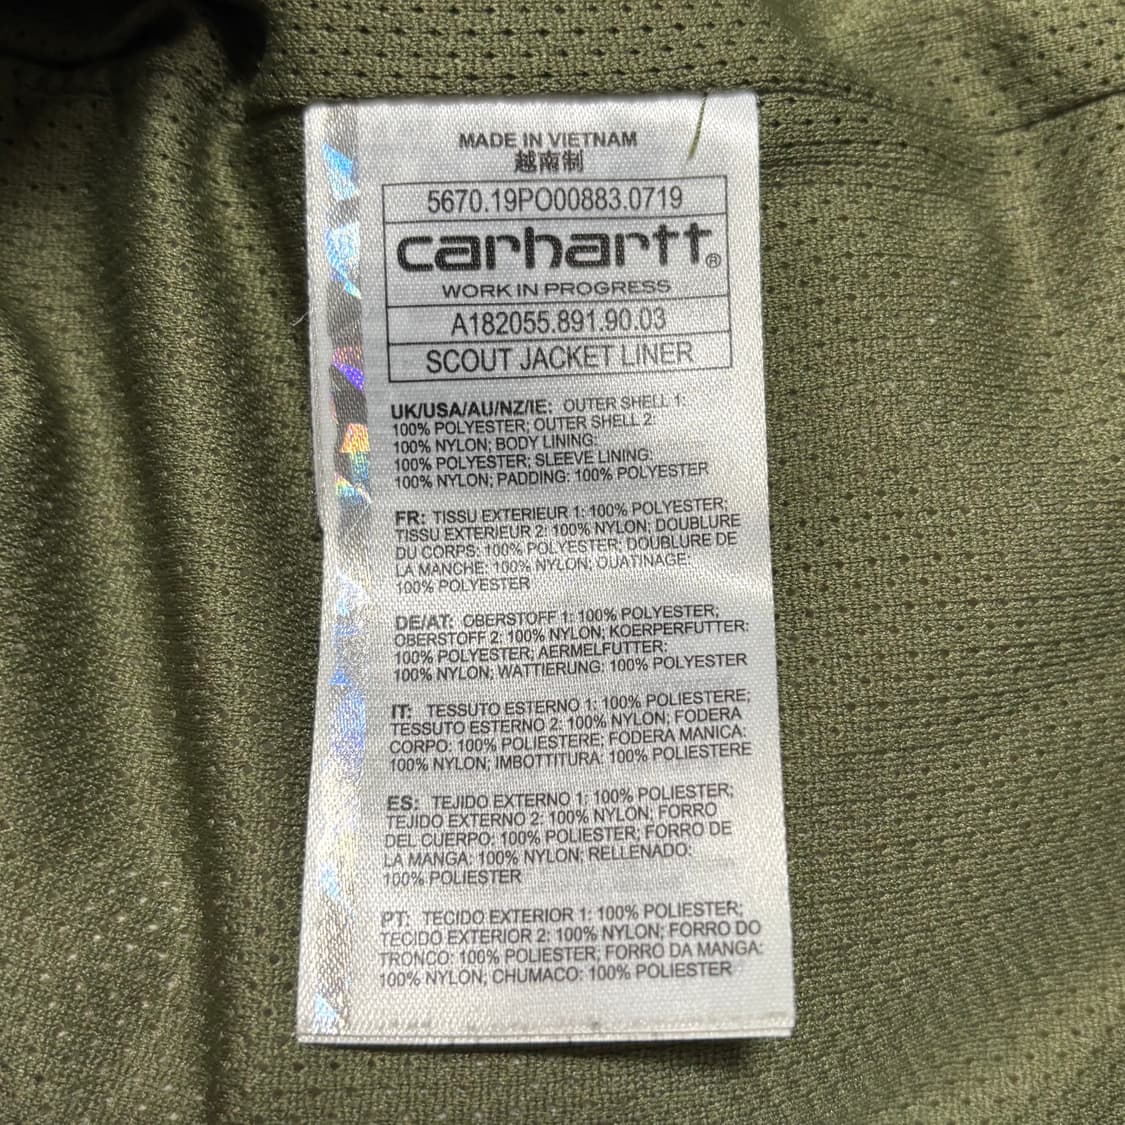 MADE IN VIETNAM
越南制
5670.19PO00883.0719
carhartt®
WORK IN PROGRESS
A182055.891.90.03
SCOUT JACKET LINER
UK/USA/AU/NZ/IE: OUTER SHELL 1:
100% POLYESTER; OUTER SHELL 2:
100% NYLON; BODY LINING:
100% POLYESTER; SLEEVE LINING:
100% NYLON; PADDING: 100% POLYESTER
FR: TISSU EXTERIEUR 1: 100% POLYESTER;
TISSU EXTERIEUR 2: 100% NYLON; DOUBLURE
DU CORPS: 100% POLYESTER; DOUBLURE DE
LA MANCHE: 100% NYLON; OUATINAGE:
100% POLYESTER
DE/AT: OBERSTOFF 1: 100% POLYESTER;
OBERSTOFF 2: 100% NYLON; KOERPERFUTTER:
100% POLYESTER; AERMELFUTTER:
100% NYLON; WATTIERUNG: 100% POLYESTER
IT: TESSUTO ESTERNO 1: 100% POLIESTERE;
TESSUTO ESTERNO 2: 100% NYLON; FODERA
CORPO: 100% POLIESTERE; FODERA MANICA:
100% NYLON; IMBOTTITURA: 100% POLIESTERE
ES: TEJIDO EXTERNO 1: 100% POLIESTER;
TEJIDO EXTERNO 2: 100% NYLON; FORRO
DEL CUERPO: 100% POLIESTER; FORRO DE
LA MANGA: 100% NYLON; RELLENADO:
100% POLIESTER
PT: TECIDO EXTERIOR 1: 100% POLIESTER;
TECIDO EXTERIOR 2: 100% NYLON; FORRO DO
TRONCO: 100% POLIESTER; FORRO DA MANGA:
100% NYLON; CHUMACO: 100% POLIESTER